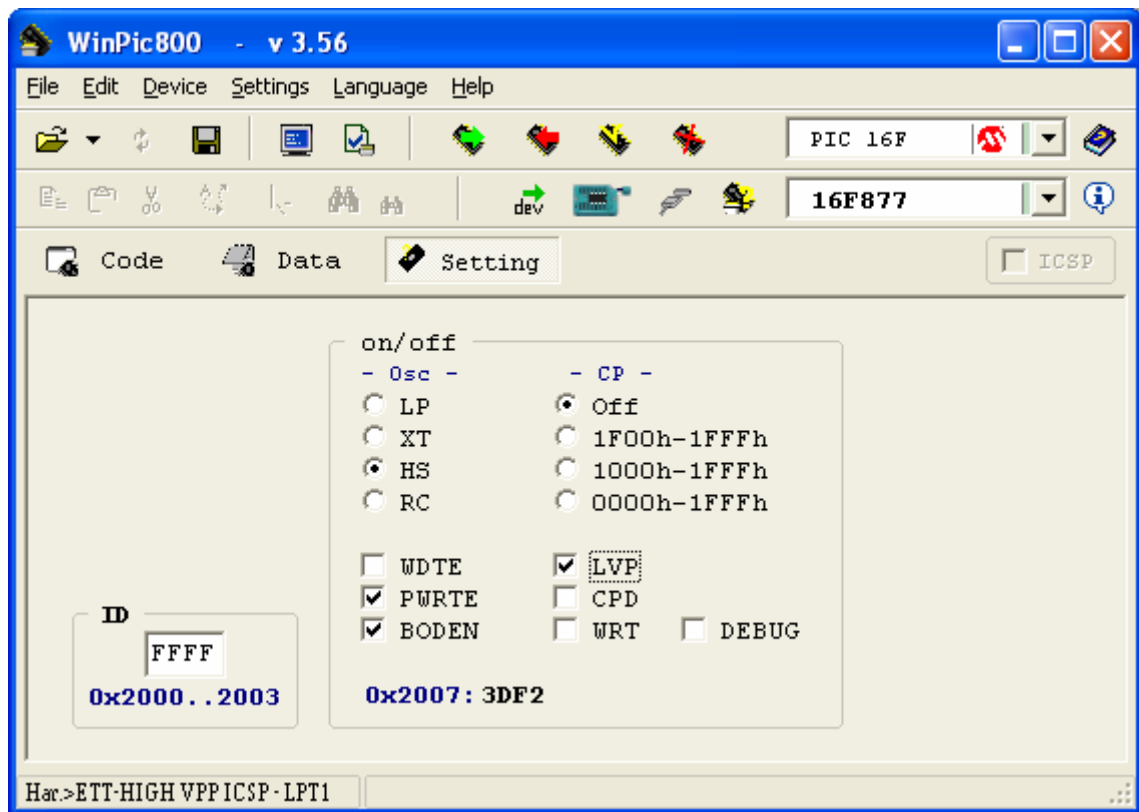 WinPic800 - v 3.56
File Edit Device Settings Language Help
PIC 16F
dev 16F877
Code Data Setting ICSP
on/off
- Osc - - CP -
LP Off
XT 1F00h-1FFFh
HS 1000h-1FFFh
RC 0000h-1FFFh
WDTE LVP
PWRTE CPD
BODEN WRT DEBUG
ID
FFFF
0x2000..2003
0x2007: 3DF2
Har.>ETT-HIGH VPP ICSP - LPT1